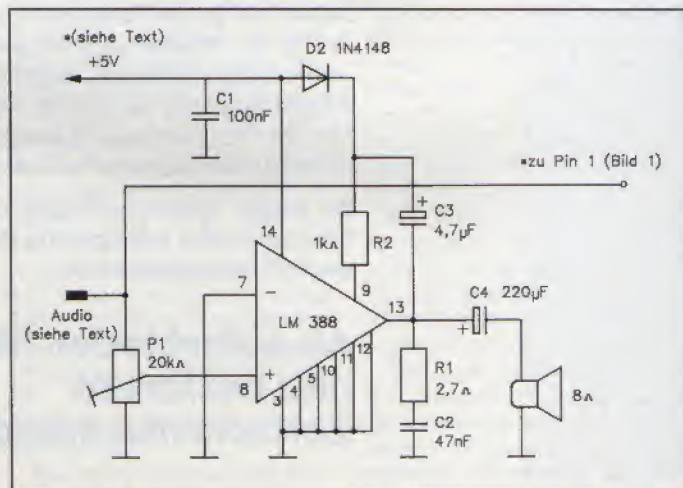 *(siehe Text)
+5V
D2 1N4148
C1
100nF
*zu Pin 1 (Bild 1)
+
C3
4,7µF
14
1kΩ
R2
7
9
-
LM 388
13
C4 220µF
+
Audio
(siehe Text)
P1
20kΩ
8
+
3
4
5
10
11
12
R1
2,7Ω
C2
47nF
8Ω